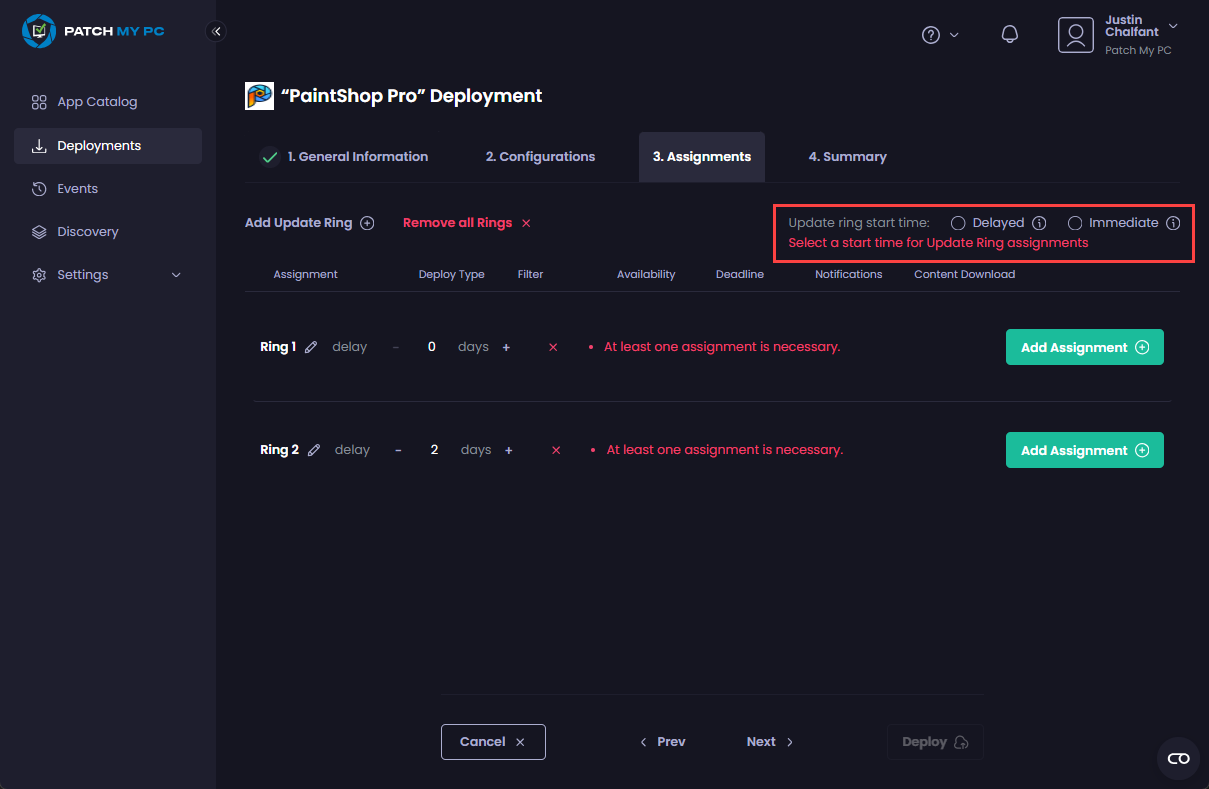 PATCH MY PC
Justin
Chalfant
Patch My PC
App Catalog
Deployments
Events
Discovery
Settings
“PaintShop Pro” Deployment
1. General Information
2. Configurations
3. Assignments
4. Summary
Add Update Ring
Remove all Rings
Update ring start time:
Delayed
Immediate
Select a start time for Update Ring assignments
Assignment
Deploy Type
Filter
Availability
Deadline
Notifications
Content Download
Ring 1 delay - 0 days +
• At least one assignment is necessary.
Add Assignment
Ring 2 delay - 2 days +
• At least one assignment is necessary.
Add Assignment
Cancel
Prev
Next
Deploy